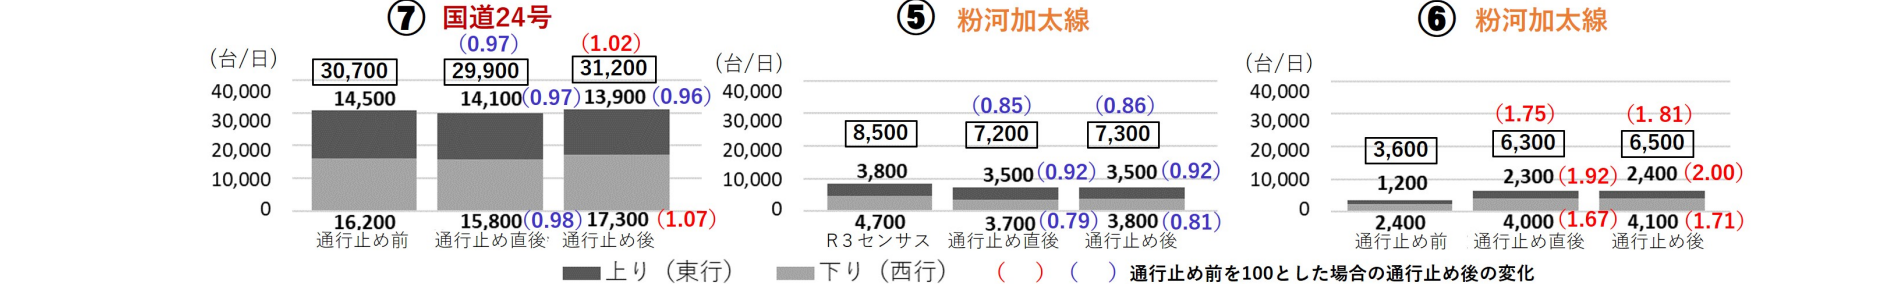 ⑦ 国道24号
(台/日)
(0.97) (1.02)
30,700 29,900 31,200
14,500 14,100(0.97) 13,900 (0.96)
40,000
30,000
20,000
10,000
0
16,200 15,800(0.98) 17,300 (1.07)
通行止め前 通行止め直後 通行止め後
⑤ 粉河加太線
(台/日)
(0.85) (0.86)
8,500 7,200 7,300
3,800 3,500(0.92) 3,500(0.92)
40,000
30,000
20,000
10,000
0
4,700 3.700(0.79) 3,800(0.81)
R3センサス 通行止め直後 通行止め後
⑥ 粉河加太線
(台/日)
(1.75) (1. 81)
3,600 6,300 6,500
1,200 2,300(1.92) 2,400 (2.00)
40,000
30,000
20,000
10,000
0
2,400 4,000(1.67) 4,100 (1.71)
通行止め前 通行止め直後 通行止め後
上り（東行） 下り（西行） （　）（　）通行止め前を100とした場合の通行止め後の変化